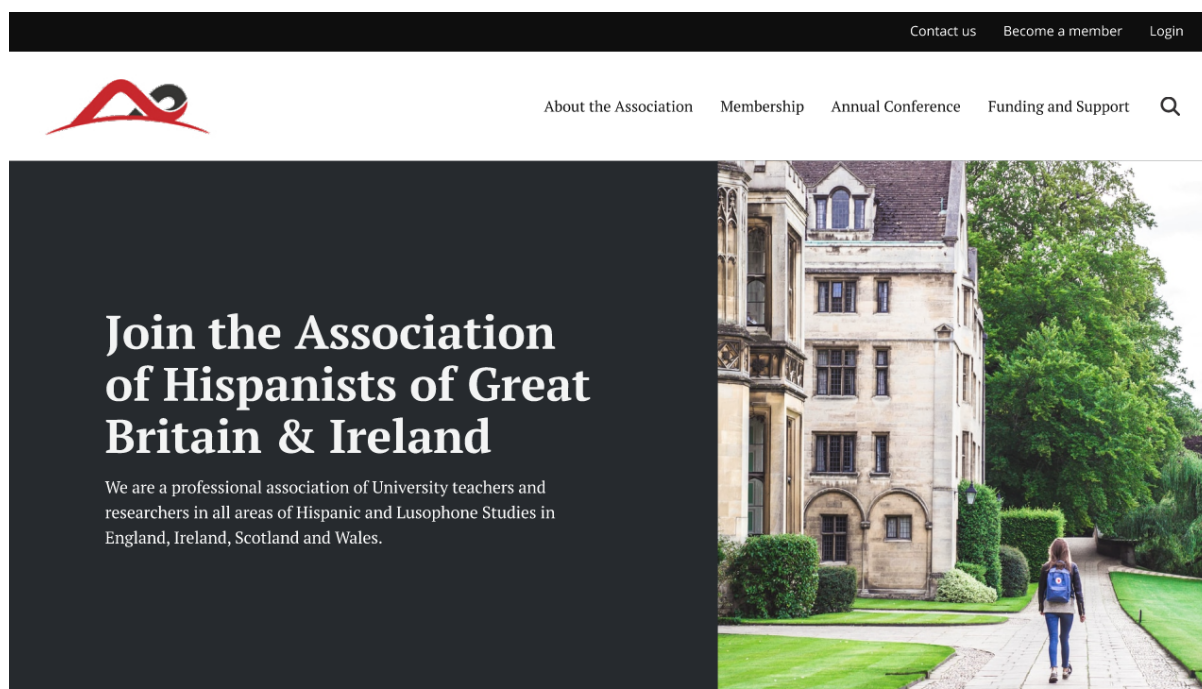 Contact us Become a member Login
About the Association Membership Annual Conference Funding and Support
Join the Association
of Hispanists of Great
Britain & Ireland
We are a professional association of University teachers and
researchers in all areas of Hispanic and Lusophone Studies in
England, Ireland, Scotland and Wales.